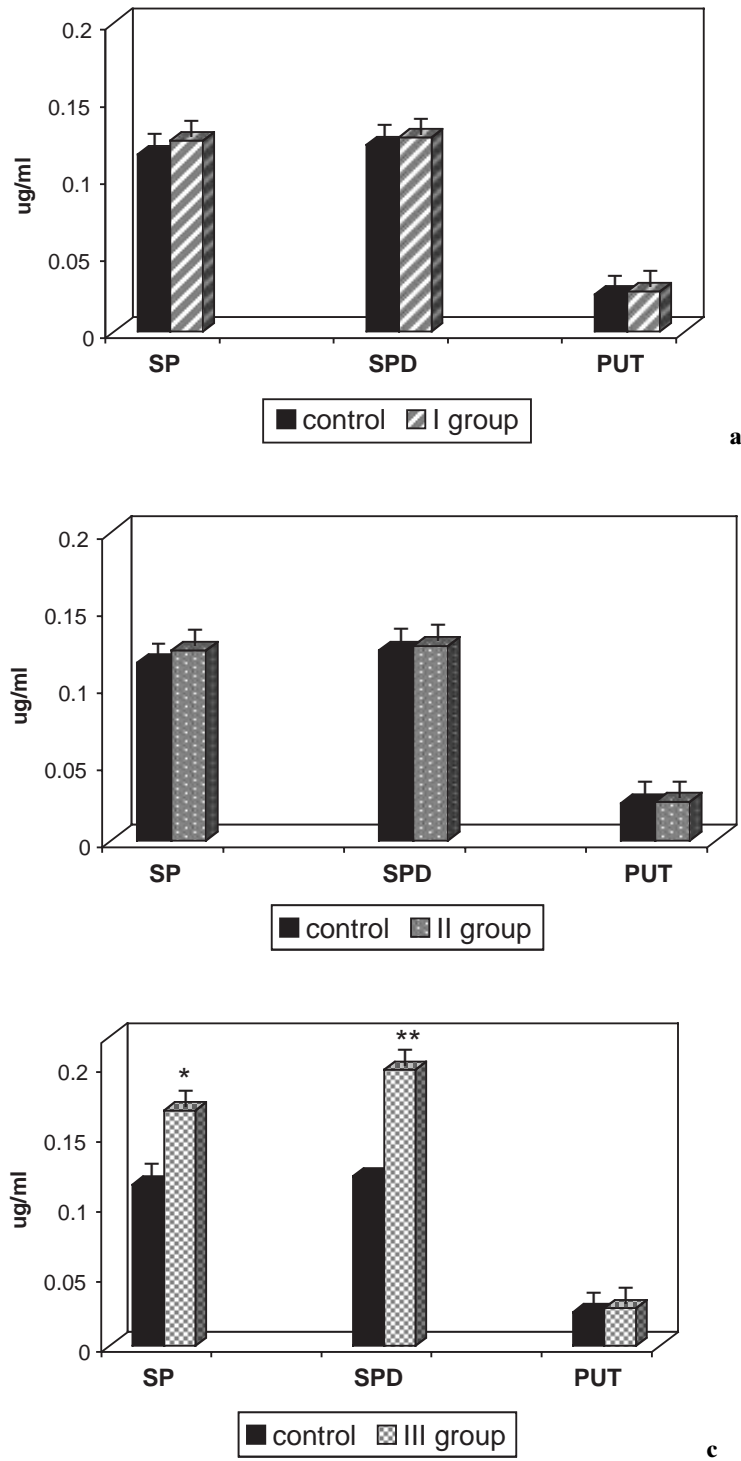 0.2
0.15
ug/ml
0.1
0.05
0
SP SPD PUT
control I group
a
0.2
0.15
ug/ml
0.1
0.05
0
SP SPD PUT
control II group
* **
0.2
0.15
ug/ml
0.1
0.05
0
SP SPD PUT
control III group
c